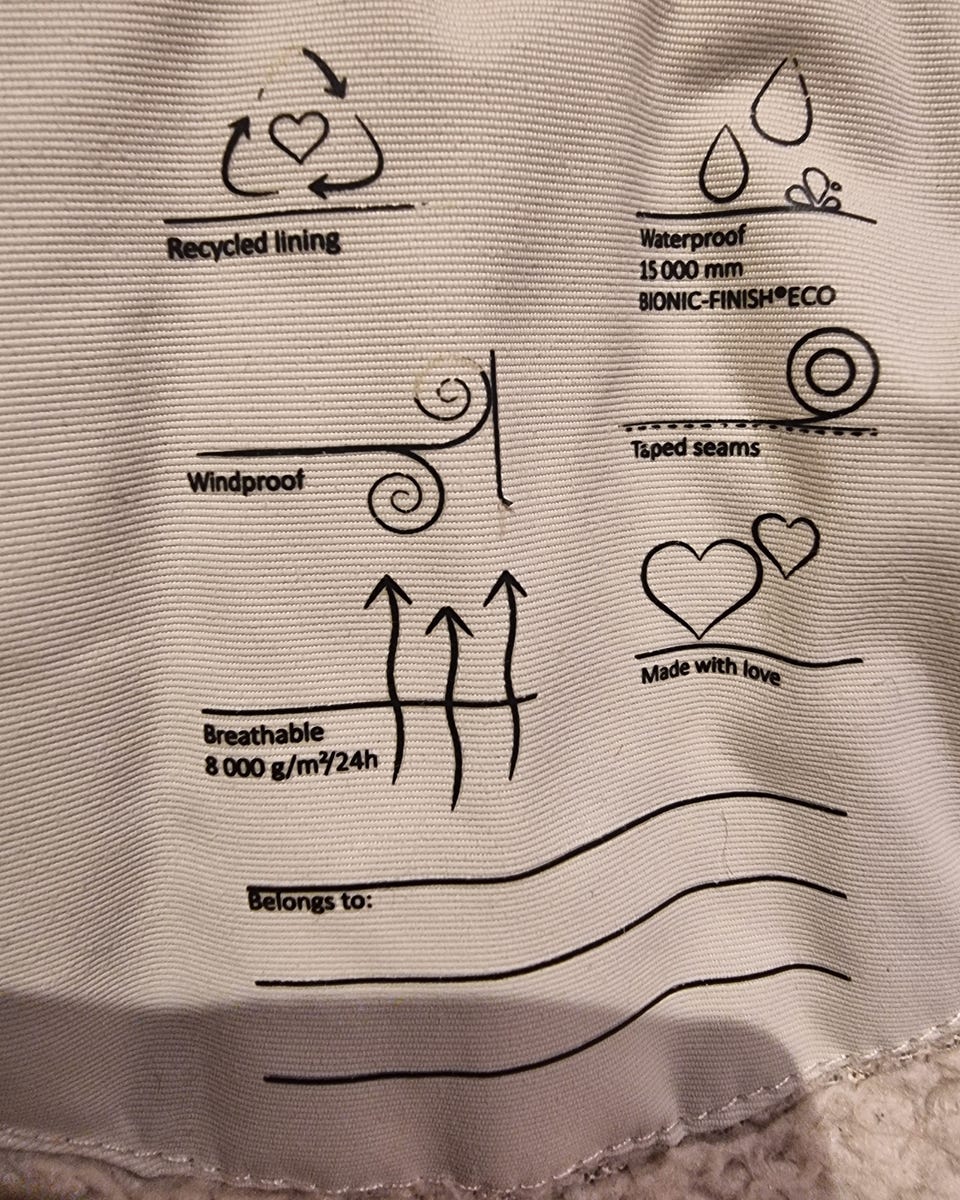 Recycled lining
Waterproof
15 000 mm
BIONIC-FINISH®ECO
Windproof
Taped seams
Made with love
Breathable
8 000 g/m²/24h
Belongs to: